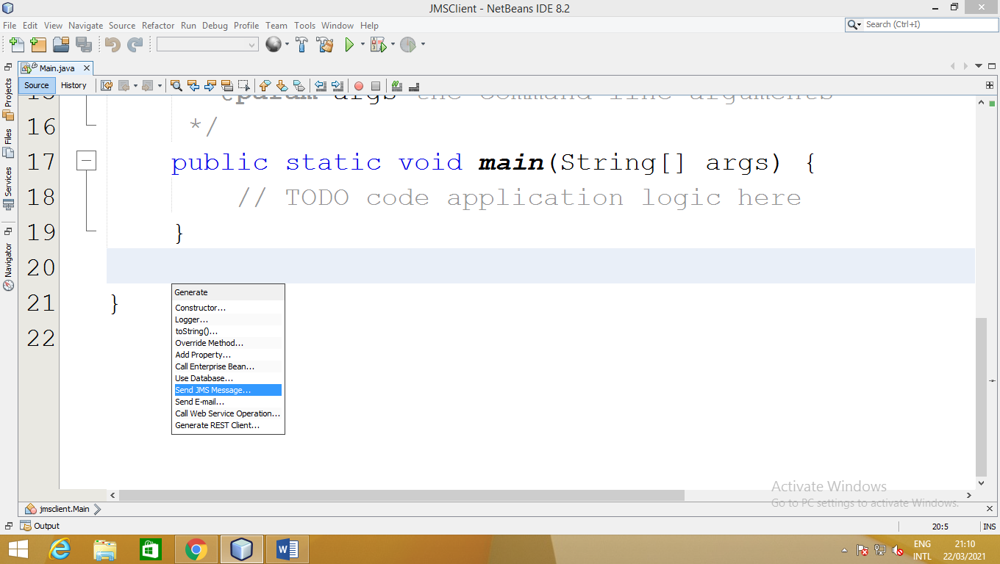 JMSClient - NetBeans IDE 8.2
File Edit View Navigate Source Refactor Run Debug Profile Team Tools Window Help
Search (Ctrl+I)
Main.java
Source History
Projects
Files
Services
Navigator
15 @param args the command line arguments
16 */
17 public static void main(String[] args) {
18 // TODO code application logic here
19 }
20
21 }
22
Generate
Constructor...
Logger...
toString()...
Override Method...
Add Property...
Call Enterprise Bean...
Use Database...
Send JMS Message...
Send E-mail...
Call Web Service Operation...
Generate REST Client...
Activate Windows
Go to PC settings to activate Windows.
jmsclient.Main
Output
20:5 INS
ENG 21:10
INTL 22/03/2021